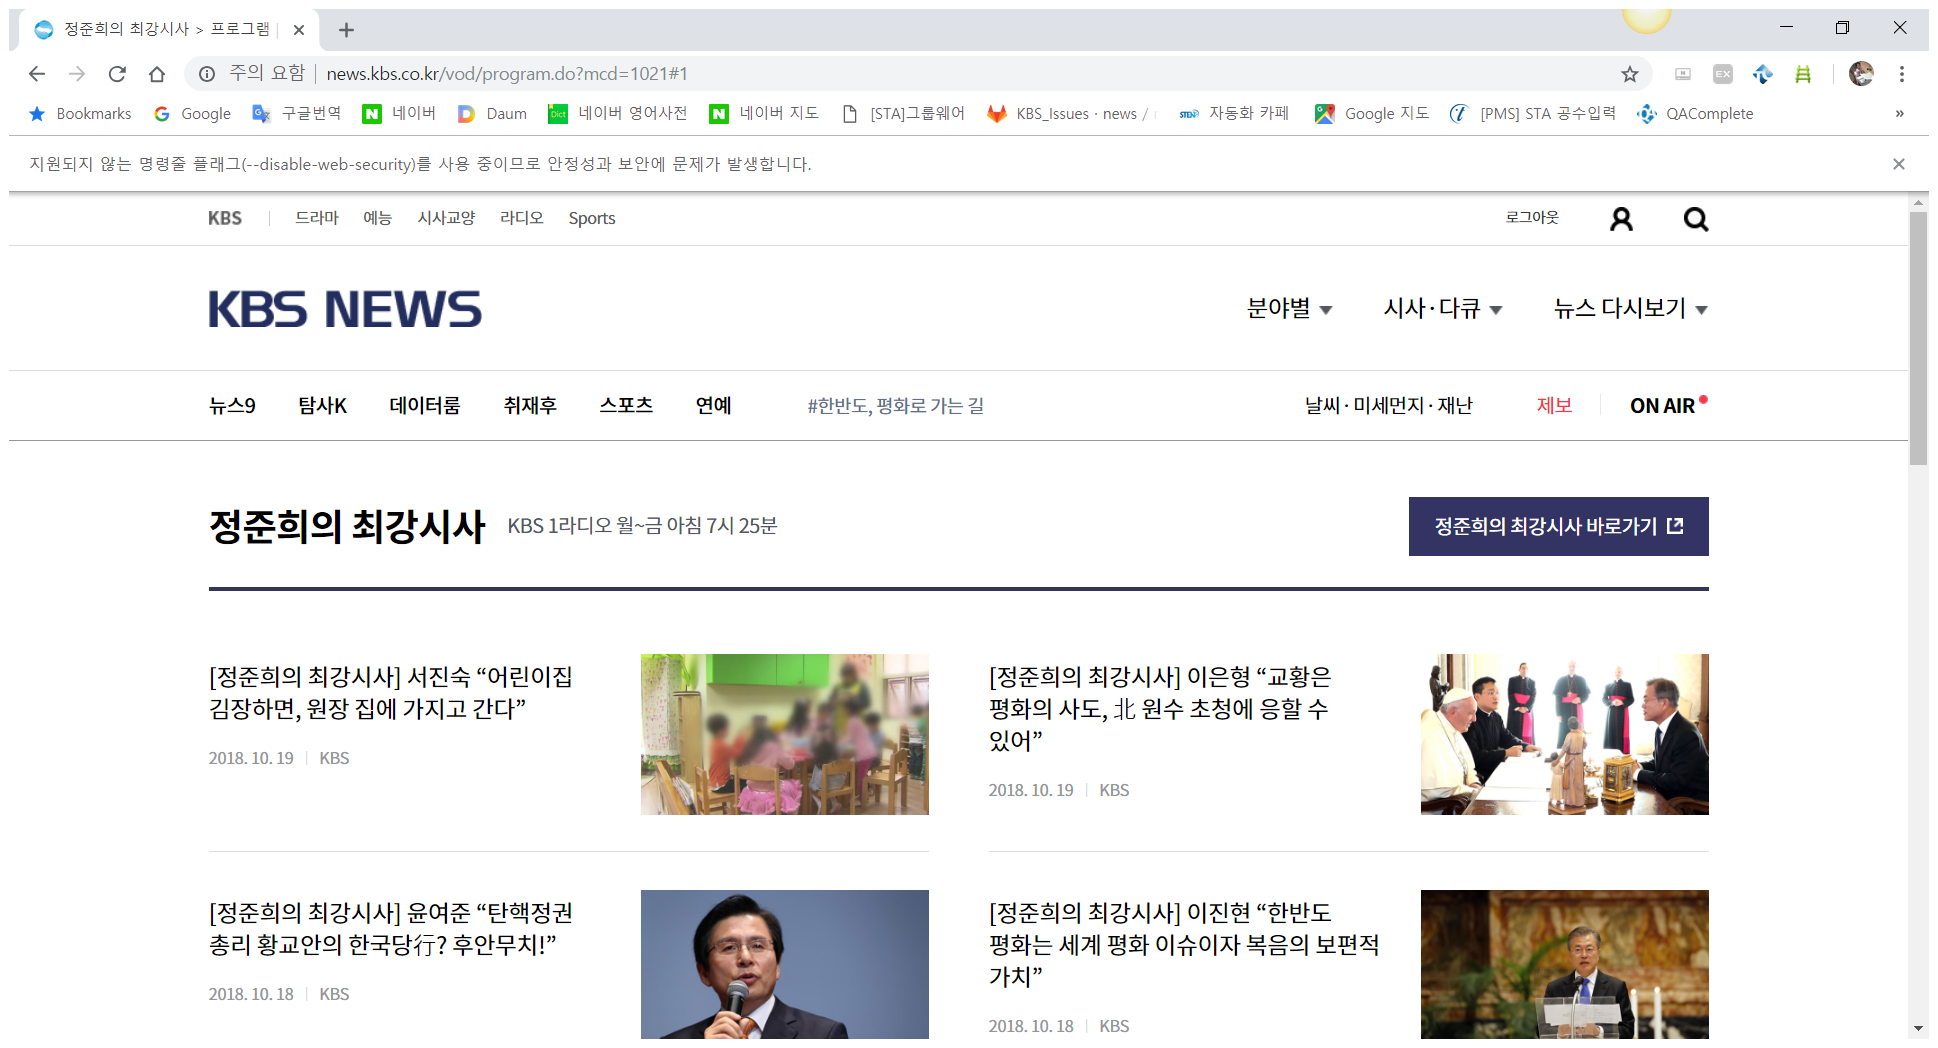 정준희의 최강시사 > 프로그램
주의 요함 news.kbs.co.kr/vod/program.do?mcd=1021#1
EX
Bookmarks Google 구글번역 네이버 Daum 네이버 영어사전 네이버 지도 [STA]그룹웨어 KBS_Issues · news / 자동화 카페 Google 지도 [PMS] STA 공수입력 QAComplete »
지원되지 않는 명령줄 플래그(--disable-web-security)를 사용 중이므로 안정성과 보안에 문제가 발생합니다.
KBS 드라마 예능 시사교양 라디오 Sports 로그아웃
KBS NEWS 분야별 시사·다큐 뉴스 다시보기
뉴스9 탐사K 데이터룸 취재후 스포츠 연예 #한반도, 평화로 가는 길 날씨·미세먼지·재난 제보 ON AIR
정준희의 최강시사 KBS 1라디오 월~금 아침 7시 25분 정준희의 최강시사 바로가기
[정준희의 최강시사] 서진숙 “어린이집
김장하면, 원장 집에 가지고 간다”
2018. 10. 19 KBS
[정준희의 최강시사] 이은형 “교황은
평화의 사도, 北 원수 초청에 응할 수
있어”
2018. 10. 19 KBS
[정준희의 최강시사] 윤여준 “탄핵정권
총리 황교안의 한국당行? 후안무치!”
2018. 10. 18 KBS
[정준희의 최강시사] 이진현 “한반도
평화는 세계 평화 이슈이자 복음의 보편적
가치”
2018. 10. 18 KBS